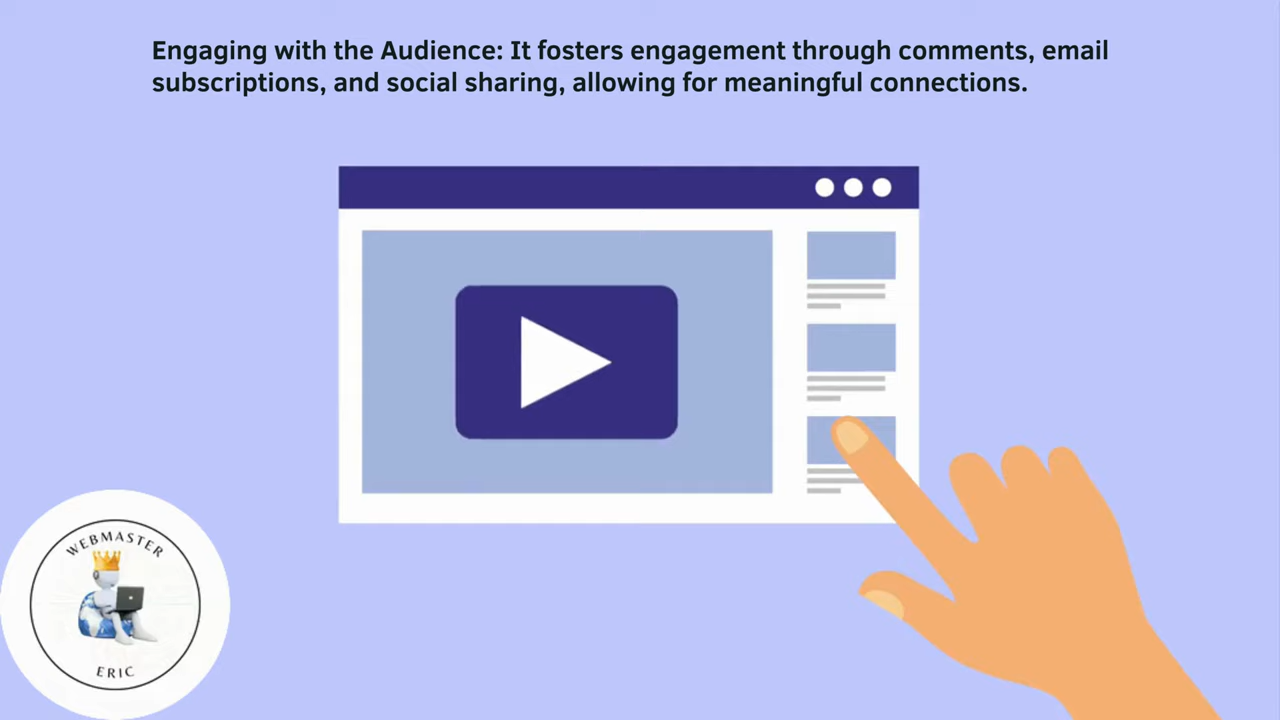 Engaging with the Audience: It fosters engagement through comments, email
subscriptions, and social sharing, allowing for meaningful connections.
WEBMASTER
ERIC